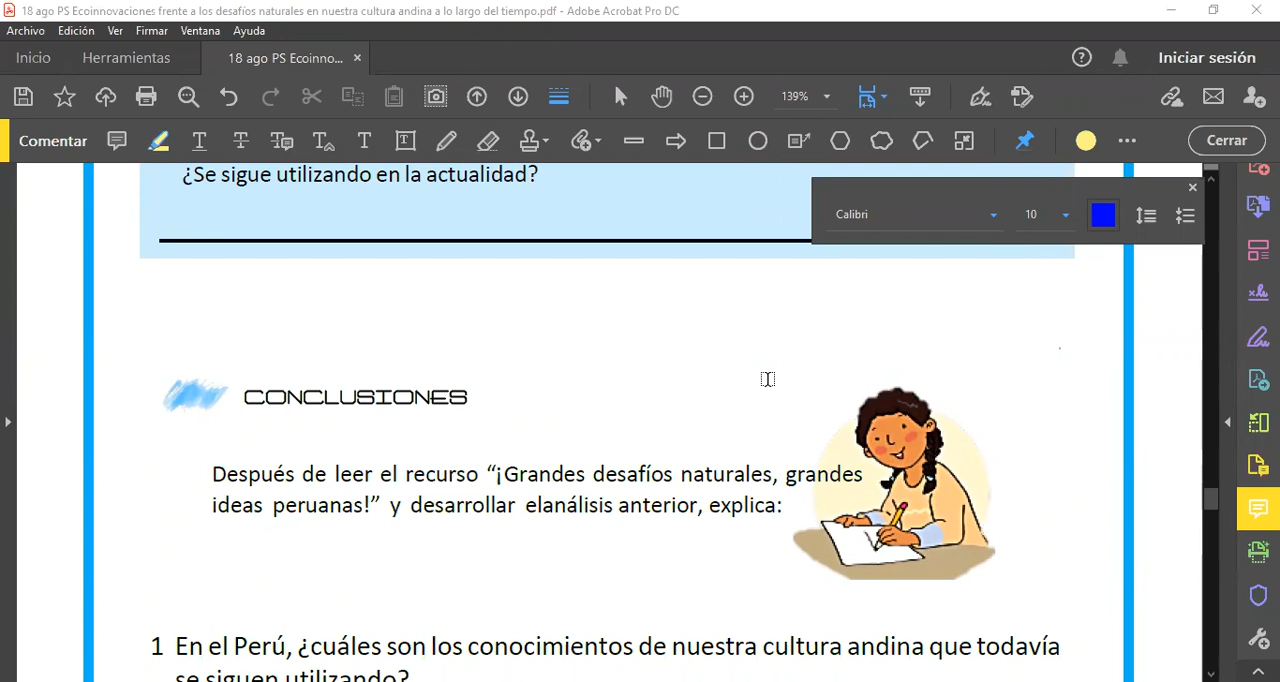 18 ago PS Ecoinnovaciones frente a los desafíos naturales en nuestra cultura andina a lo largo del tiempo.pdf - Adobe Acrobat Pro DC
Archivo Edición Ver Firmar Ventana Ayuda
Inicio Herramientas 18 ago PS Ecoinno... × Iniciar sesión
139%
Comentar Cerrar
¿Se sigue utilizando en la actualidad?
Calibri 10
CONCLUSIONES
Después de leer el recurso “¡Grandes desafíos naturales, grandes
ideas peruanas!” y desarrollar elanálisis anterior, explica:
1 En el Perú, ¿cuáles son los conocimientos de nuestra cultura andina que todavía
se siguen utilizando?